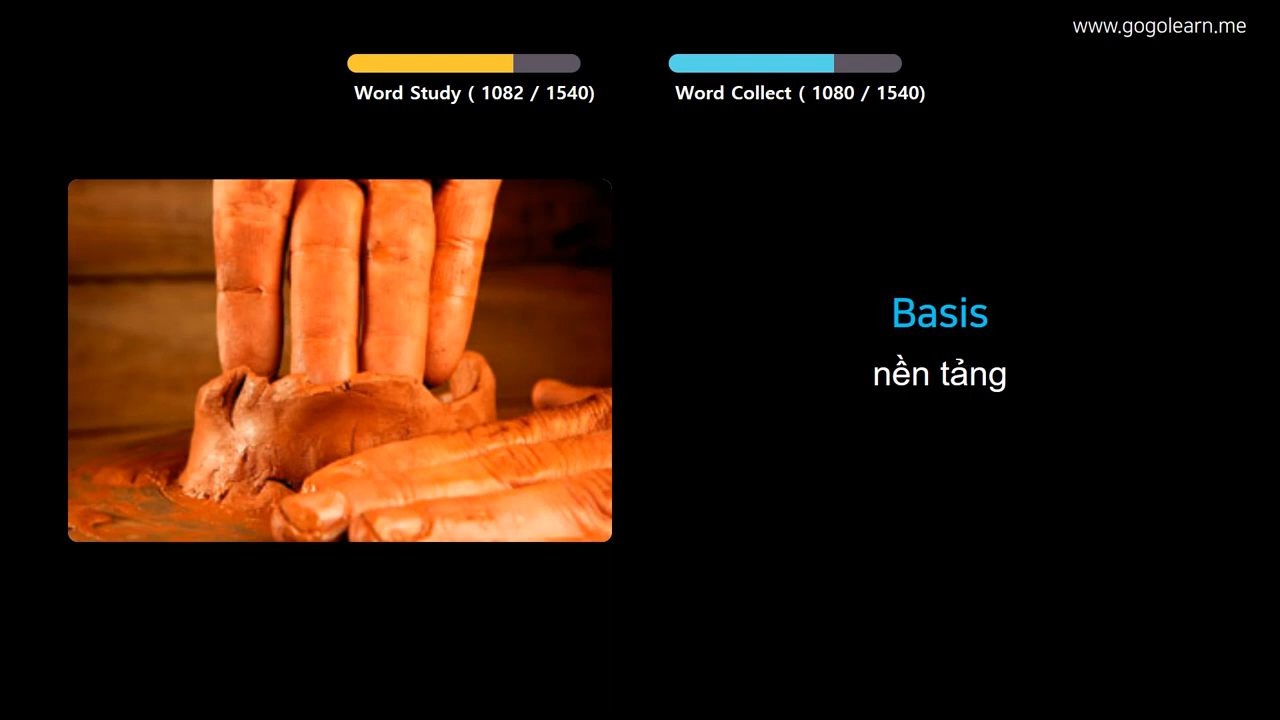 www.gogolearn.me
Word Study ( 1082 / 1540)
Word Collect ( 1080 / 1540)
Basis
nền tảng